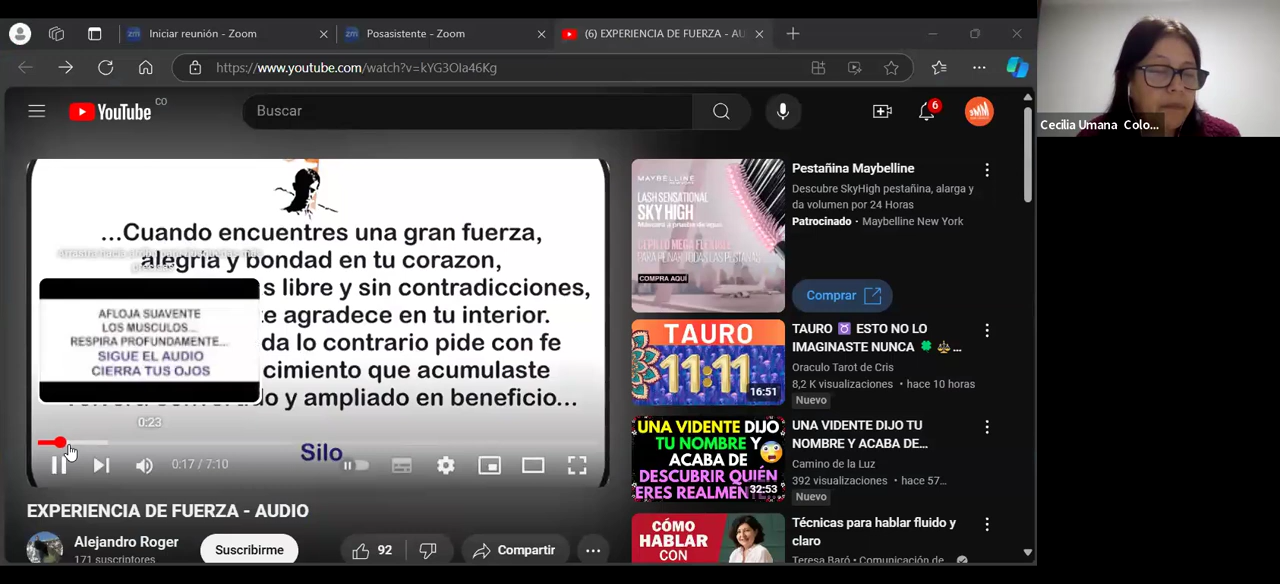 Iniciar reunión - Zoom
Posasistente - Zoom
(6) EXPERIENCIA DE FUERZA - AU
https://www.youtube.com/watch?v=kYG3OIa46Kg
YouTube CO
Buscar
6
Cecilia Umana Colo...
...Cuando encuentres una gran fuerza,
alegría y bondad en tu corazon,
s libre y sin contradicciones,
te agradece en tu interior.
da lo contrario pide con fe
cimiento que acumulaste
y ampliado en beneficio...
Silo
AFLOJA SUAVENTE
LOS MUSCULOS...
RESPIRA PROFUNDAMENTE...
SIGUE EL AUDIO
CIERRA TUS OJOS
0:23
0:17 / 7:10
EXPERIENCIA DE FUERZA - AUDIO
Alejandro Roger
171 suscriptores
Suscribirme
92
Compartir
MAYBELLINE
LASH SENSATIONAL
SKY HIGH
COMPRA AQUÍ
Pestañina Maybelline
Descubre SkyHigh pestañina, alarga y
da volumen por 24 Horas
Patrocinado • Maybelline New York
Comprar
TAURO
11:11
16:51
TAURO ♉ ESTO NO LO
IMAGINASTE NUNCA 🍀 ⚖️...
Oraculo Tarot de Cris
8,2 K visualizaciones • hace 10 horas
Nuevo
UNA VIDENTE DIJO
TU NOMBRE Y
ACABA DE
DESCUBRIR QUIÉN
ERES REALMEN
32:53
UNA VIDENTE DIJO TU
NOMBRE Y ACABA DE...
Camino de la Luz
392 visualizaciones • hace 57...
Nuevo
CÓMO
HABLAR
CON
Técnicas para hablar fluido y
claro
Teresa Baró • Comunicación de